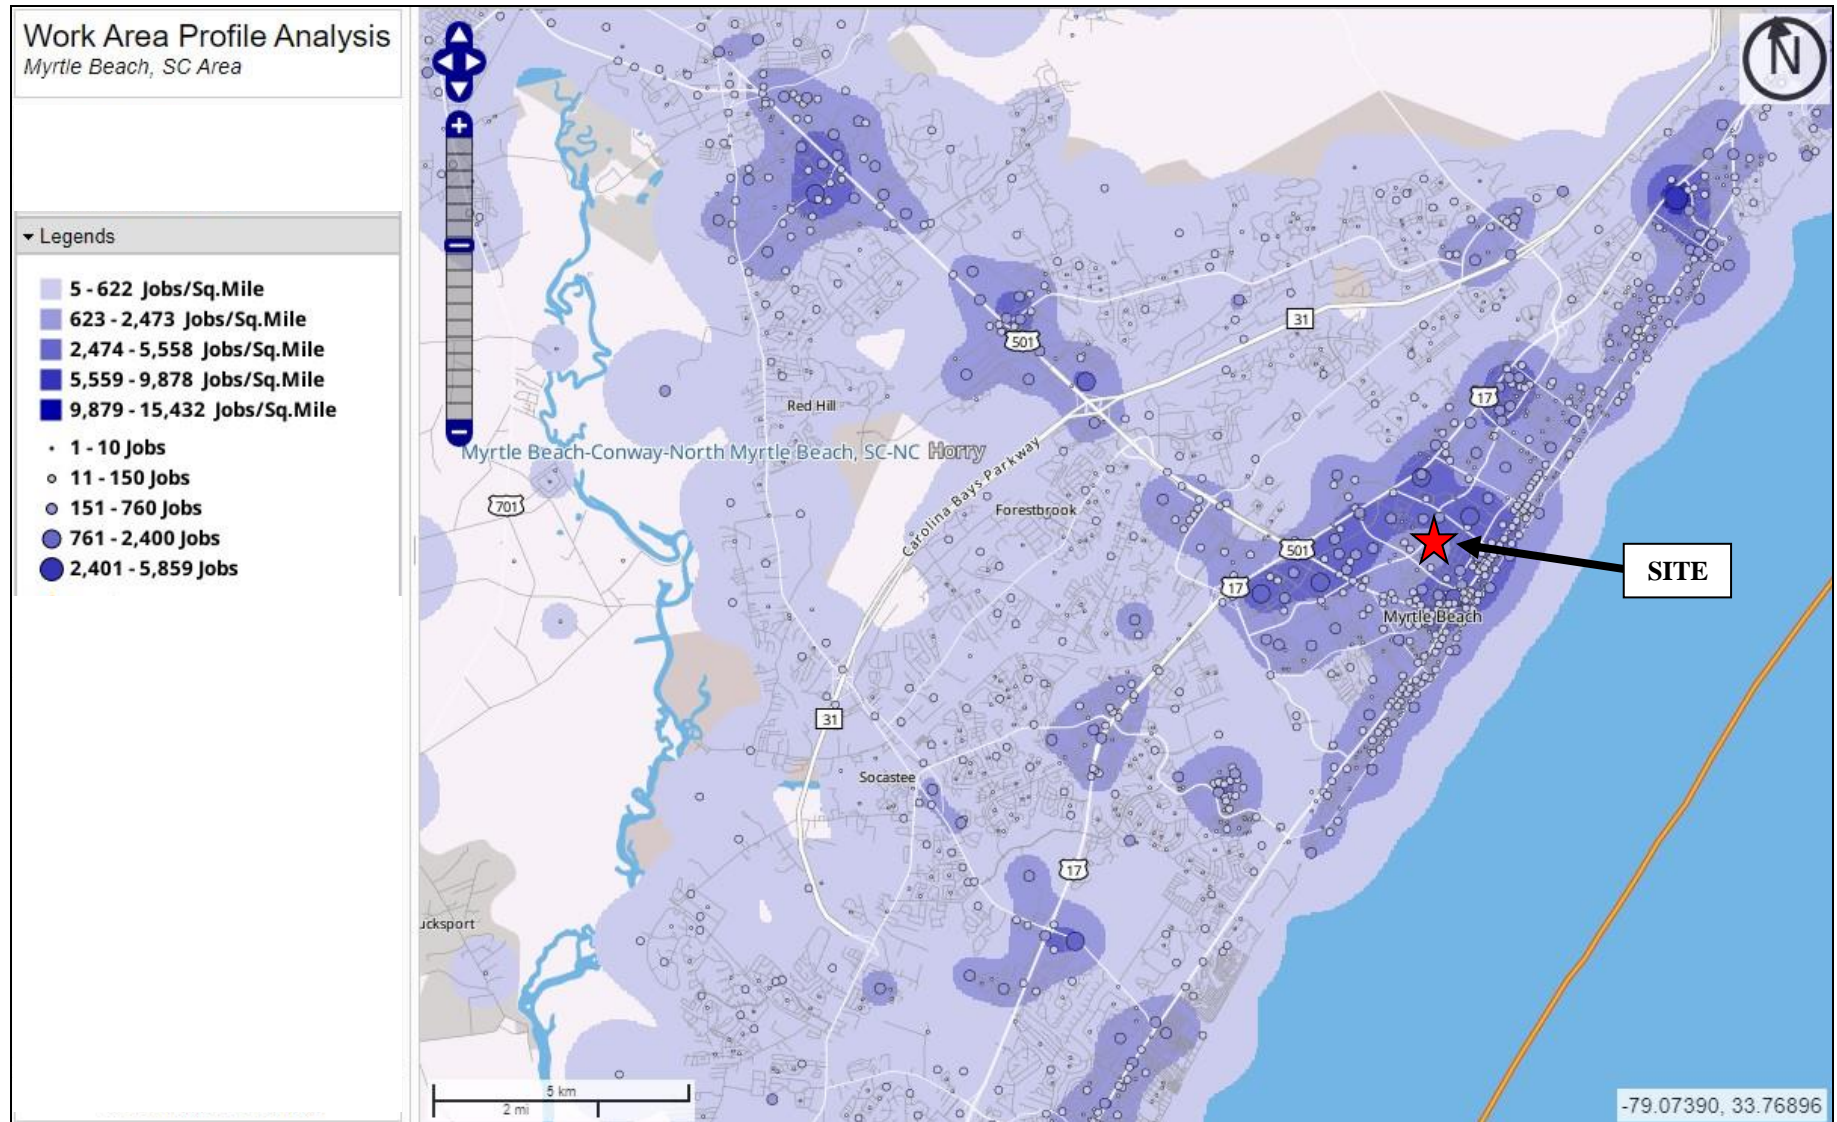 Work Area Profile Analysis
Myrtle Beach, SC Area
Legends
5 - 622 Jobs/Sq.Mile
623 - 2,473 Jobs/Sq.Mile
2,474 - 5,558 Jobs/Sq.Mile
5,559 - 9,878 Jobs/Sq.Mile
9,879 - 15,432 Jobs/Sq.Mile
1 - 10 Jobs
11 - 150 Jobs
151 - 760 Jobs
761 - 2,400 Jobs
2,401 - 5,859 Jobs
N
31
501
17
Red Hill
Myrtle Beach-Conway-North Myrtle Beach, SC-NC
Horry
Carolina Bays Parkway
701
Forestbrook
501
17
SITE
Myrtle Beach
31
Socastee
17
ucksport
5 km
2 mi
-79.07390, 33.76896